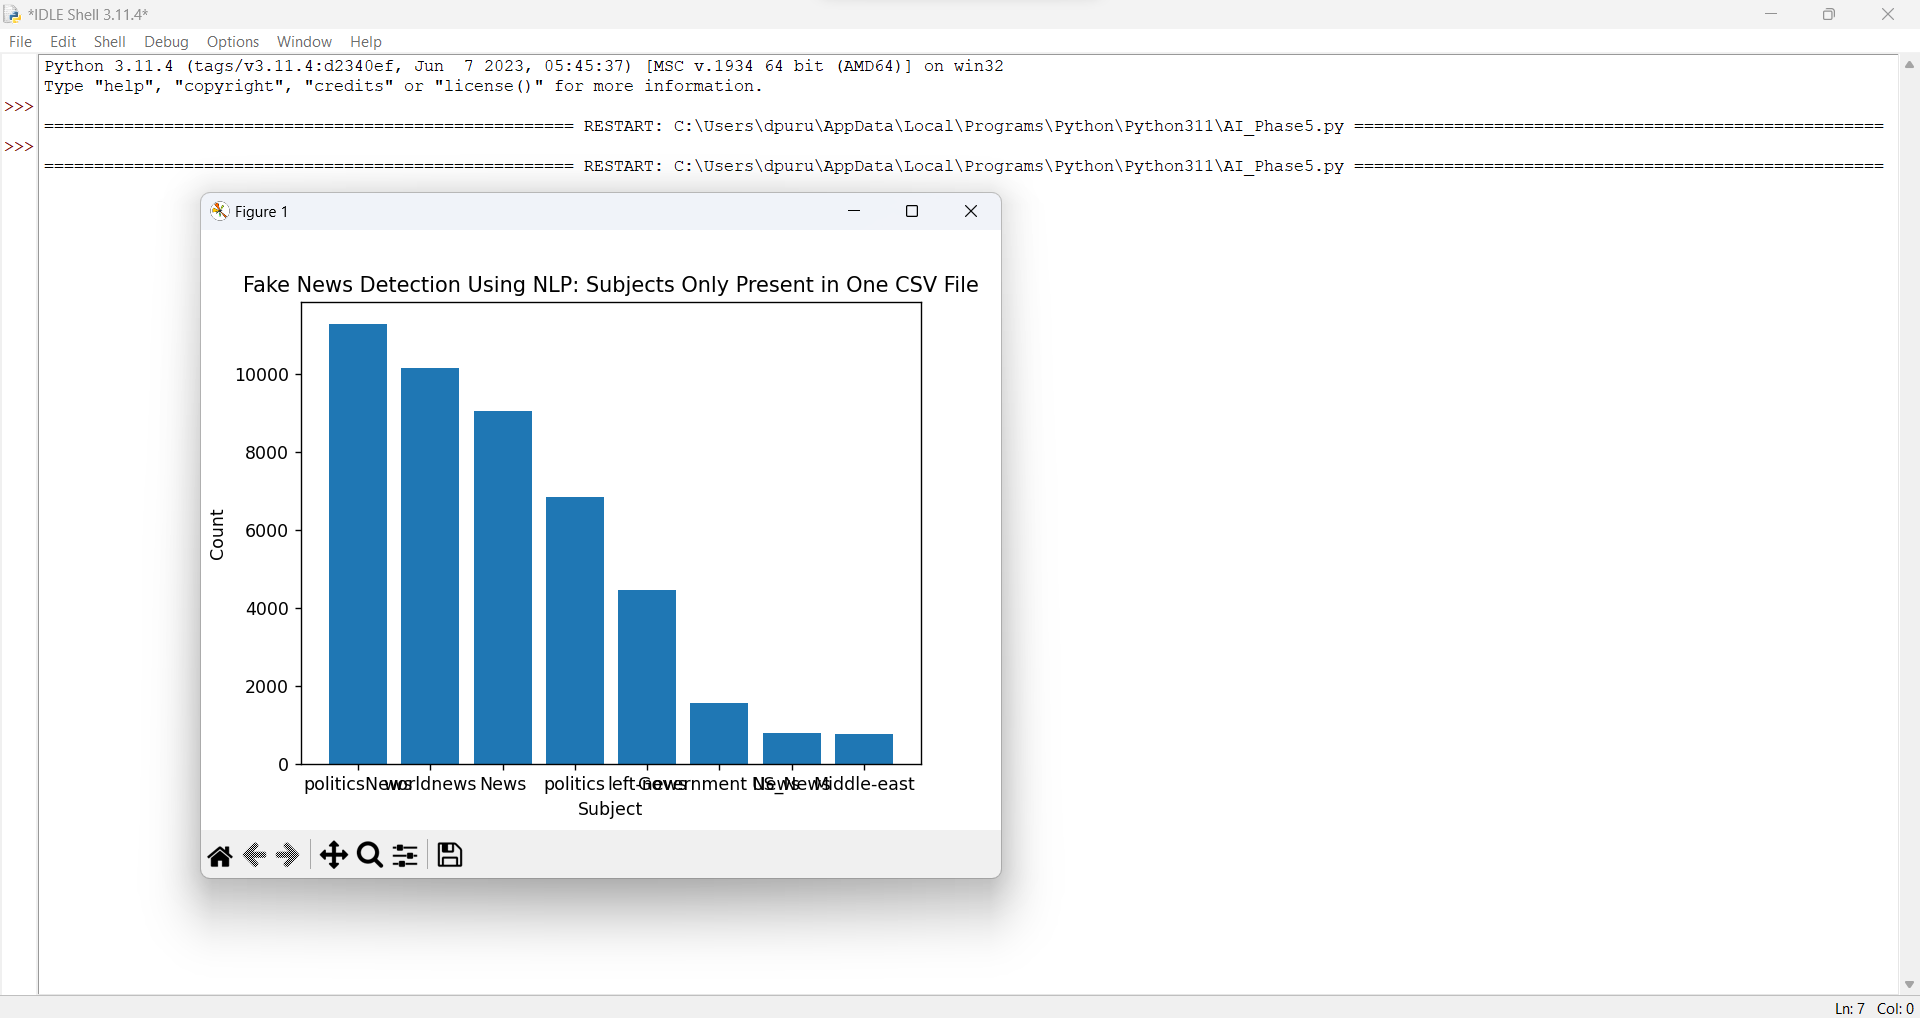 *IDLE Shell 3.11.4*
File Edit Shell Debug Options Window Help
Python 3.11.4 (tags/v3.11.4:d2340ef, Jun  7 2023, 05:45:37) [MSC v.1934 64 bit (AMD64)] on win32
Type "help", "copyright", "credits" or "license()" for more information.
>>>
===================================================== RESTART: C:\Users\dpuru\AppData\Local\Programs\Python\Python311\AI_Phase5.py =====================================================
>>>
===================================================== RESTART: C:\Users\dpuru\AppData\Local\Programs\Python\Python311\AI_Phase5.py =====================================================
Figure 1
Fake News Detection Using NLP: Subjects Only Present in One CSV File
10000
8000
6000
4000
2000
0
Count
politicsNews worldnews News politics left-news Government News US_News Middle-east
Subject
Ln: 7 Col: 0